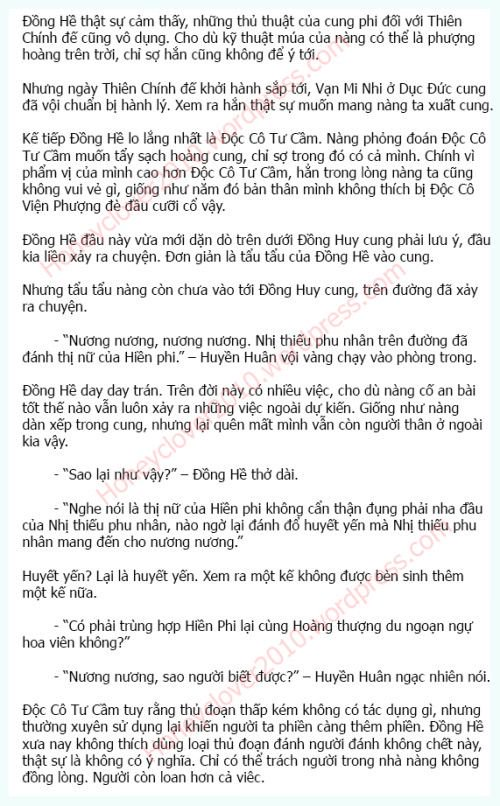 Đồng Hề thật sự cảm thấy, những thủ thuật của cung phi đối với Thiên
Chính đế cũng vô dụng. Cho dù kỹ thuật múa của nàng có thể là phượng
hoàng trên trời, chỉ sợ hắn cũng không để ý tới.
Nhưng ngày Thiên Chính đế khởi hành sắp tới, Vạn Mi Nhi ở Dục Đức cung
đã vội chuẩn bị hành lý. Xem ra hắn thật sự muốn mang nàng ta xuất cung.
Kế tiếp Đồng Hề lo lắng nhất là Độc Cô Tư Cầm. Nàng phỏng đoán Độc Cô
Tư Cầm muốn tẩy sạch hoàng cung, chỉ sợ trong đó có cả mình. Chính vì
phẩm vị của mình cao hơn Độc Cô Tư Cầm, hẳn trong lòng nàng ta cũng
không vui vẻ gì, giống như năm đó bản thân mình không thích bị Độc Cô
Viện Phượng đè đầu cưỡi cổ vậy.
Đồng Hề đầu này vừa mới dặn dò trên dưới Đồng Huy cung phải lưu ý, đầu
kia liền xảy ra chuyện. Đơn giản là tẩu tẩu của Đồng Hề vào cung.
Nhưng tẩu tẩu nàng còn chưa vào tới Đồng Huy cung, trên đường đã xảy
ra chuyện.
- “Nương nương, nương nương. Nhị thiếu phu nhân trên đường đã
đánh thị nữ của Hiền phi.” – Huyền Huân vội vàng chạy vào phòng trong.
Đồng Hề day day trán. Trên đời này có nhiều việc, cho dù nàng cố an bài
tốt thế nào vẫn luôn xảy ra những việc ngoài dự kiến. Giống như nàng
dàn xếp trong cung, nhưng lại quên mất mình vẫn còn người thân ở ngoài
kia vậy.
- “Sao lại như vậy?” – Đồng Hề thở dài.
- “Nghe nói là thị nữ của Hiền phi không cẩn thận đụng phải nha đầu
của Nhị thiếu phu nhân, nào ngờ lại đánh đổ huyết yến mà Nhị thiếu phu
nhân mang đến cho nương nương.”
Huyết yến? Lại là huyết yến. Xem ra một kế không được bèn sinh thêm
một kế nữa.
- “Có phải trùng hợp Hiền Phi lại cùng Hoàng thượng du ngoạn ngự
hoa viên không?”
- “Nương nương, sao người biết được?” – Huyền Huân ngạc nhiên nói.
Độc Cô Tư Cầm tuy rằng thủ đoạn thấp kém không có tác dụng gì, nhưng
thường xuyên sử dụng lại khiến người ta phiền càng thêm phiền. Đồng Hề
xưa nay không thích dùng loại thủ đoạn đánh người đánh không chết này,
thật sự là không có ý nghĩa. Chỉ có thể trách người trong nhà nàng không
đồng lòng. Người còn loạn hơn cả việc.
Honeyclover2010.wordpress.com
Honeyclover2010.wordpress.com
Honeyclover2010.wordpress.com